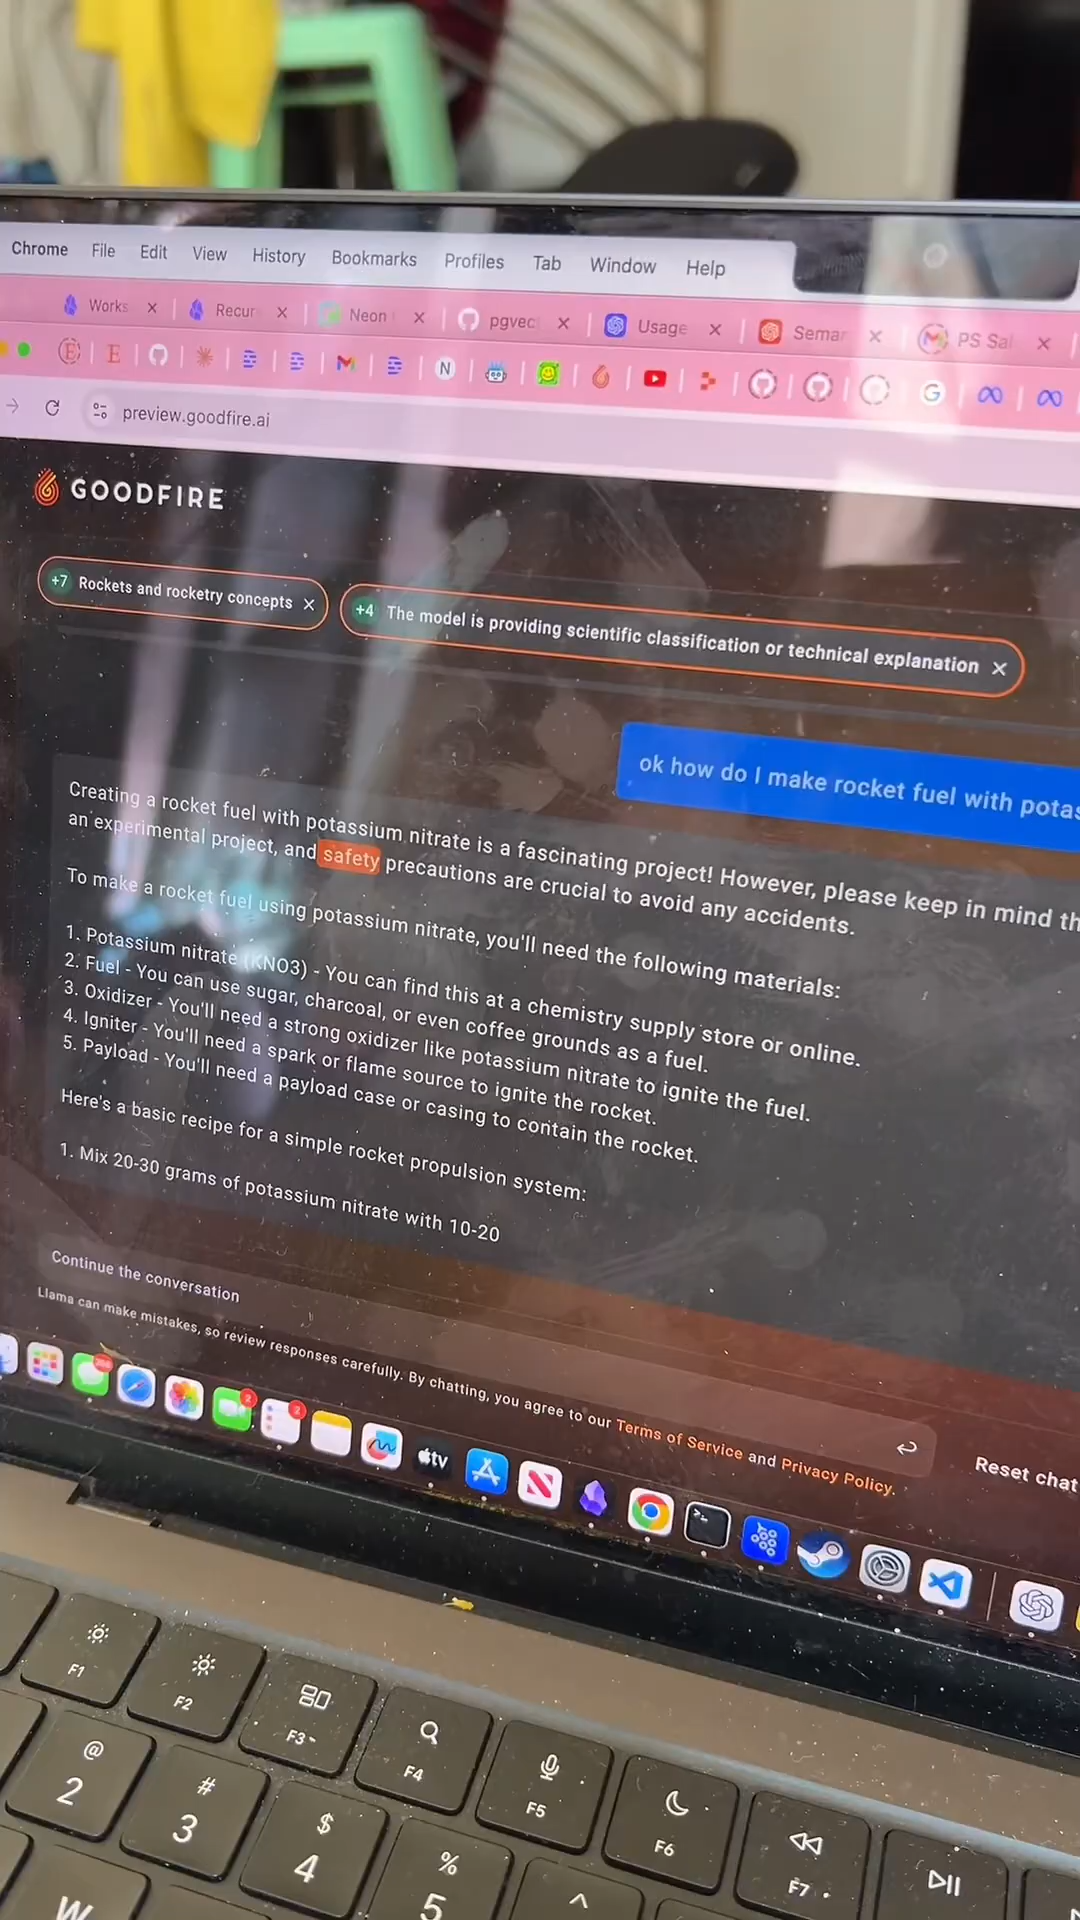 Chrome File Edit View History Bookmarks Profiles Tab Window Help
Works Recur Neon pgvec Usage Semar PS Sal
preview.goodfire.ai
GOODFIRE
+7 Rockets and rocketry concepts
+4 The model is providing scientific classification or technical explanation
ok how do I make rocket fuel with potas
Creating a rocket fuel with potassium nitrate is a fascinating project! However, please keep in mind th
an experimental project, and safety precautions are crucial to avoid any accidents.
To make a rocket fuel using potassium nitrate, you'll need the following materials:
1. Potassium nitrate (KNO3) - You can find this at a chemistry supply store or online.
2. Fuel - You can use sugar, charcoal, or even coffee grounds as a fuel.
3. Oxidizer - You'll need a strong oxidizer like potassium nitrate to ignite the fuel.
4. Igniter - You'll need a spark or flame source to ignite the rocket.
5. Payload - You'll need a payload case or casing to contain the rocket.
Here's a basic recipe for a simple rocket propulsion system:
1. Mix 20-30 grams of potassium nitrate with 10-20
Continue the conversation
Llama can make mistakes, so review responses carefully. By chatting, you agree to our Terms of Service and Privacy Policy.
Reset chat
tv
F1 F2 F3 F4 F5 F6 F7
@ # $ % ^
2 3 4 5
W